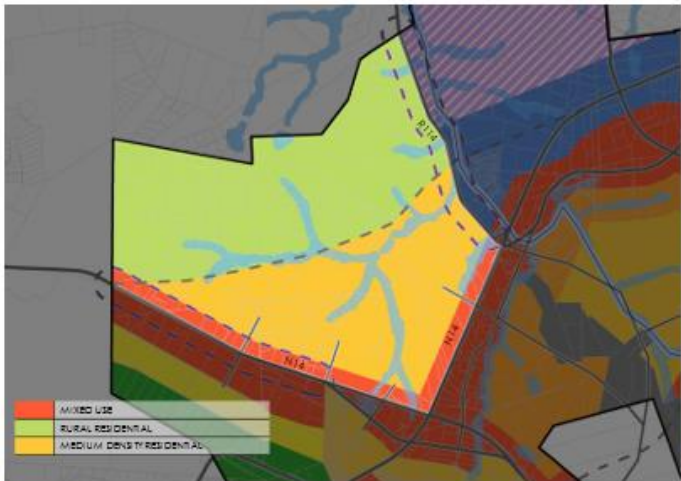 R114
N14
N14
MIXED USE
RURAL RESIDENTIAL
MEDIUM DENSITY RESIDENTIAL